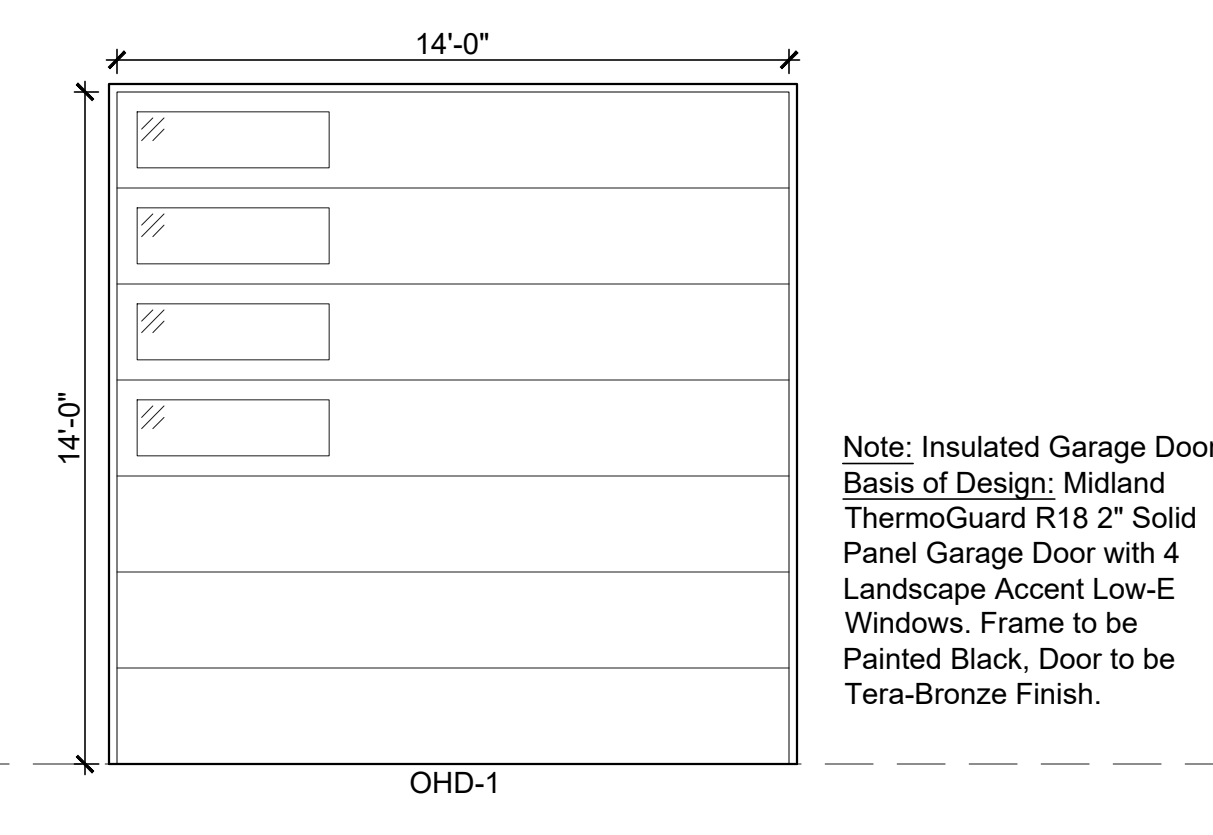 14'-0"
14'-0"
Note: Insulated Garage Door
Basis of Design: Midland
ThermoGuard R18 2" Solid
Panel Garage Door with 4
Landscape Accent Low-E
Windows. Frame to be
Painted Black, Door to be
Tera-Bronze Finish.
OHD-1